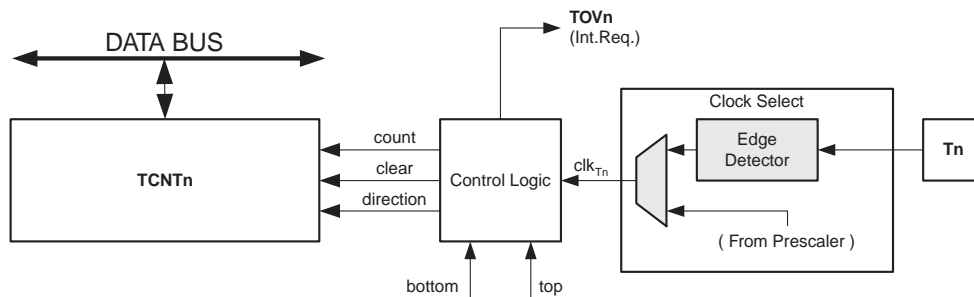 TOVn
(Int.Req.)
DATA BUS
Clock Select
count
Edge
Detector
Tn
TCNTn
clear
Control Logic
clkTn
direction
( From Prescaler )
bottom
top